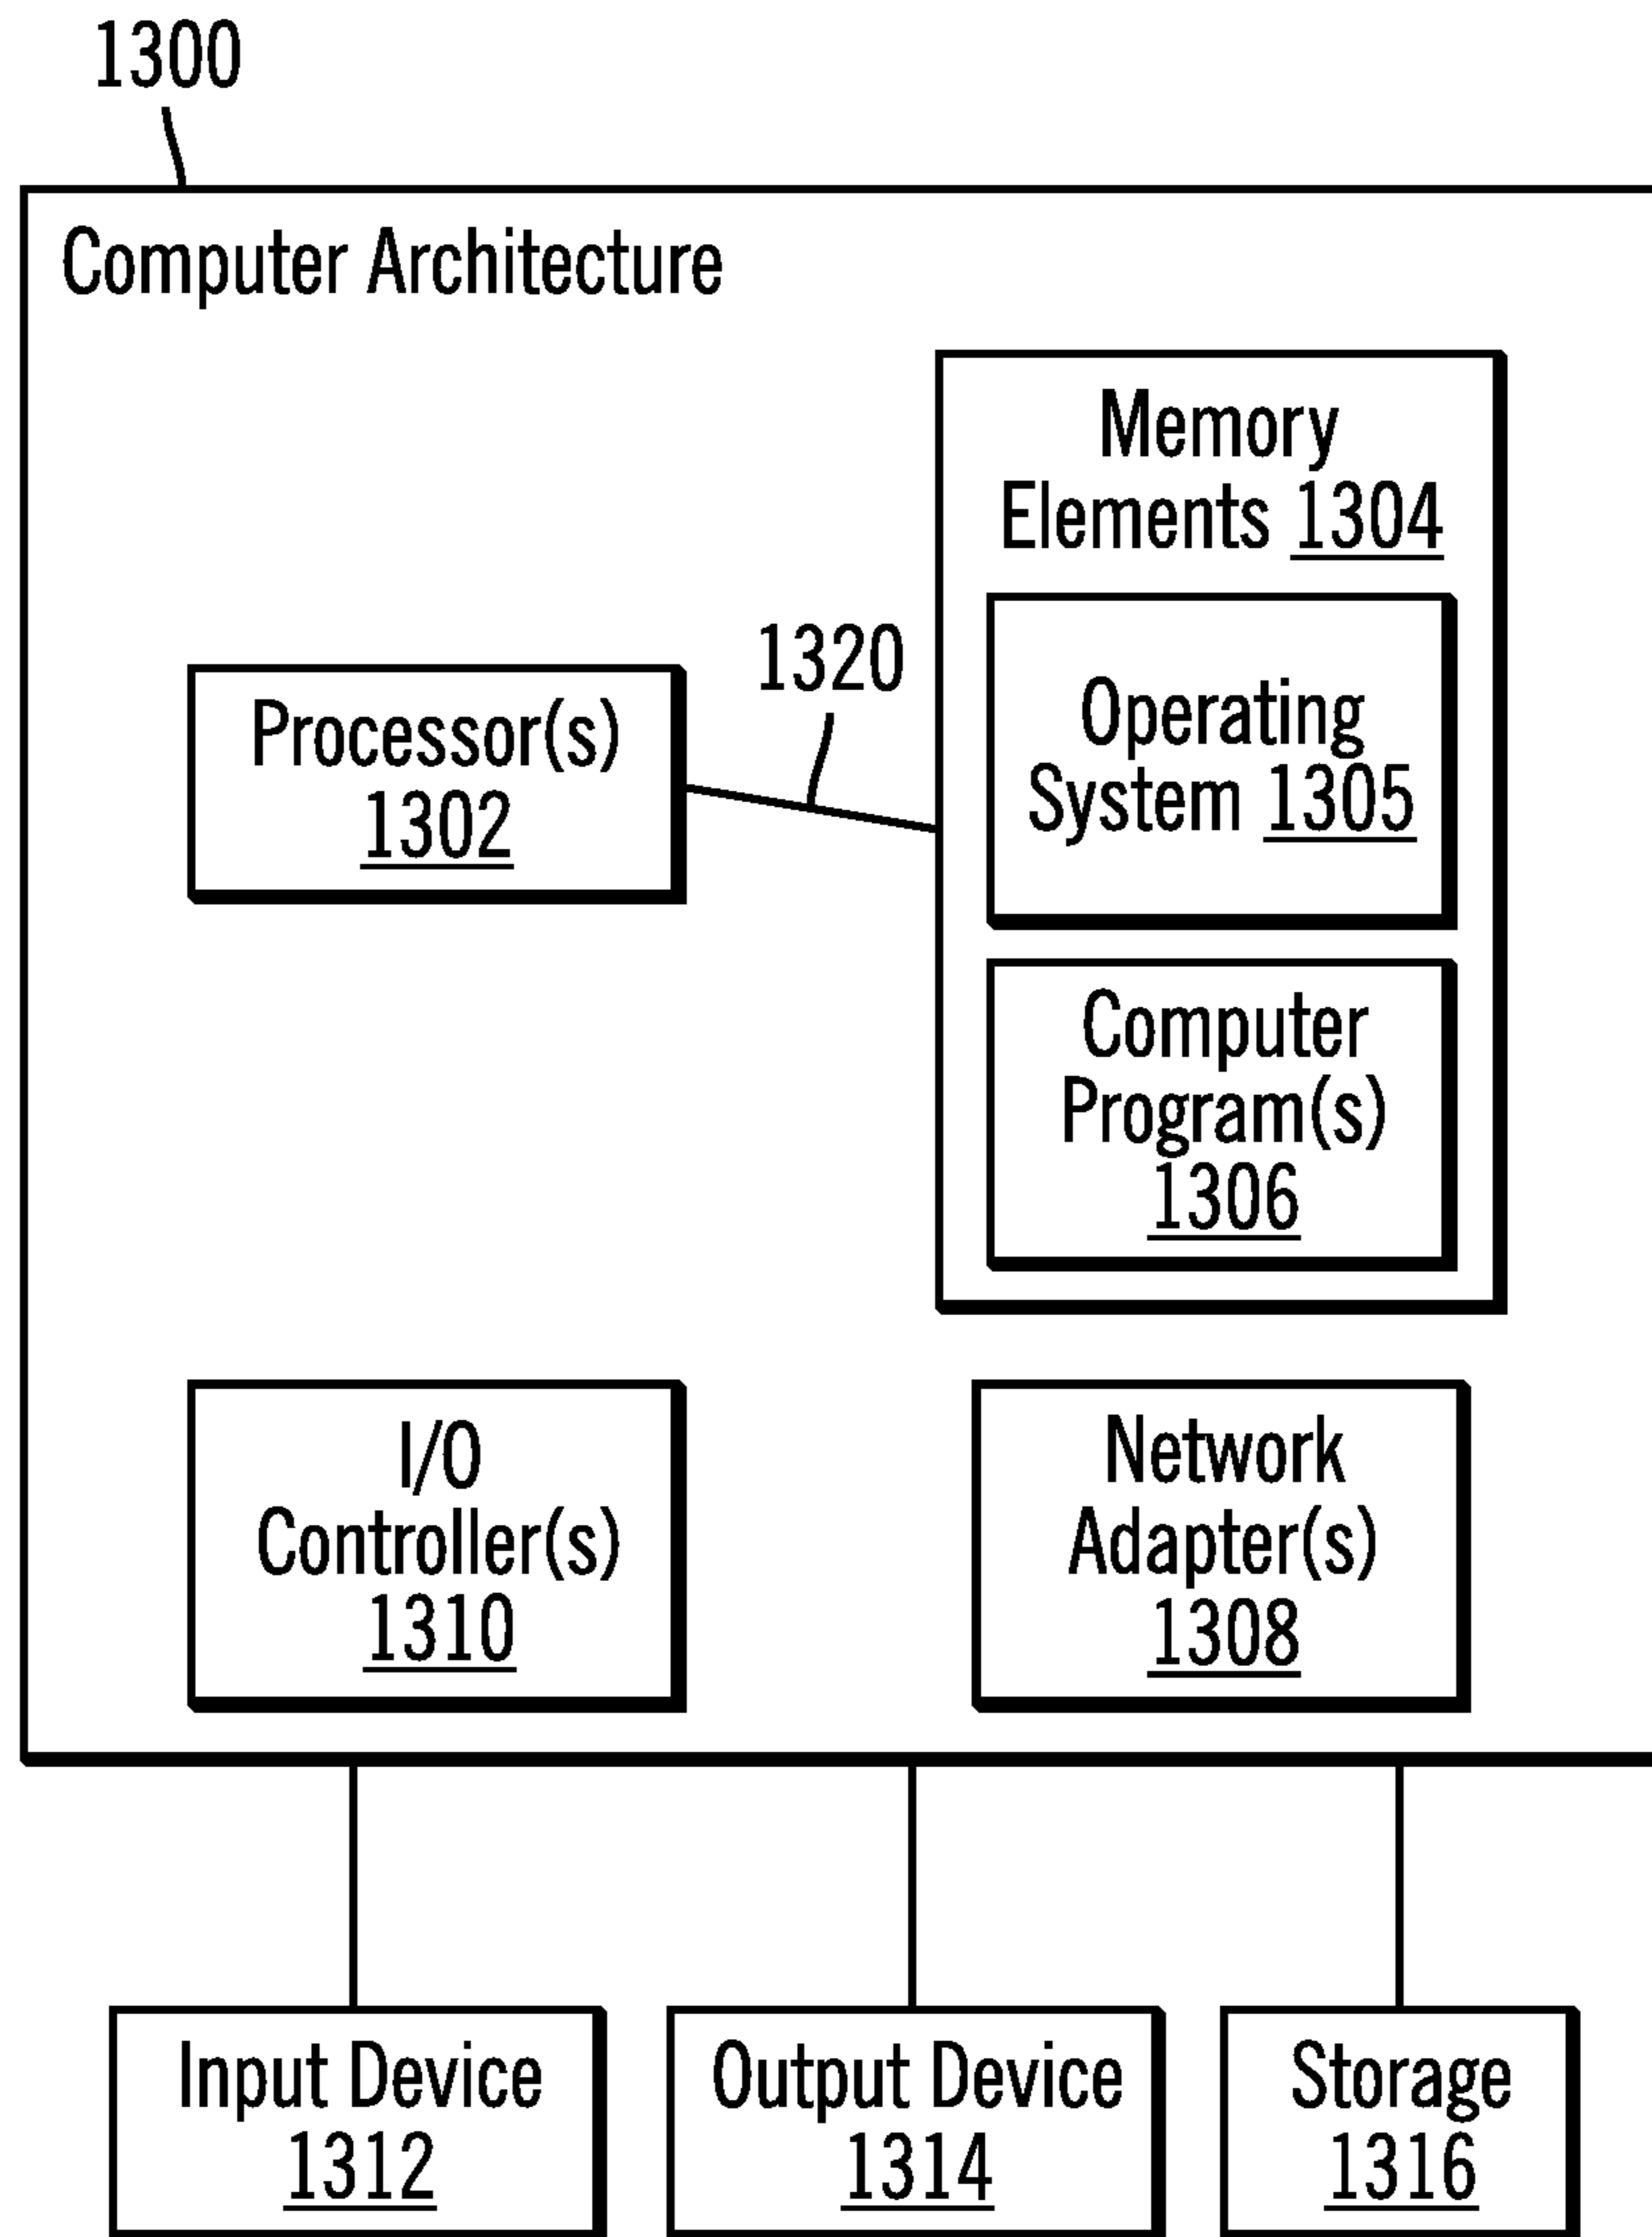 1300
Computer Architecture
Memory
Elements 1304
1320
Operating
System 1305
Processor(s)
1302
Computer
Program(s)
1306
I/O
Controller(s)
1310
Network
Adapter(s)
1308
Input Device
1312
Output Device
1314
Storage
1316